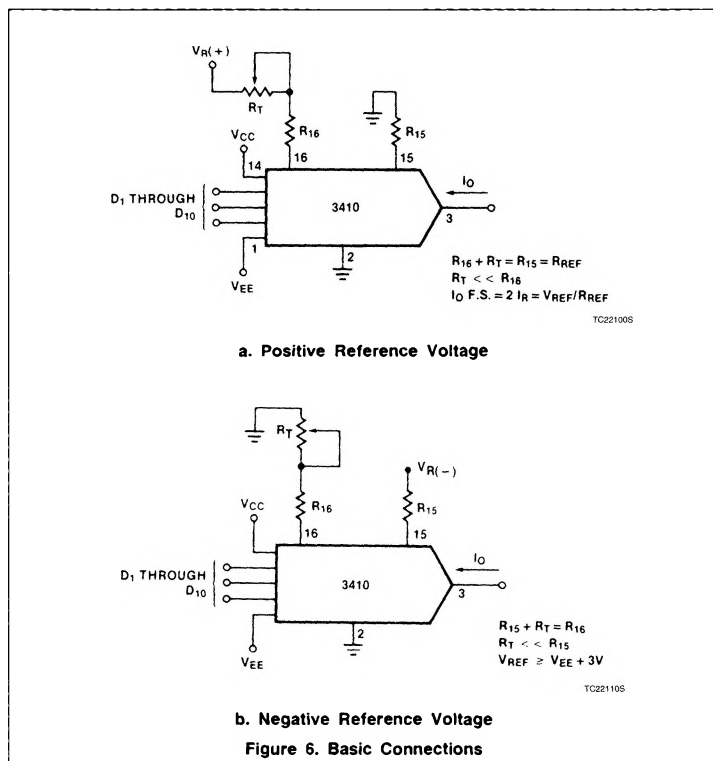 VR(+)
RT
R16
R15
VCC
14
16
15
IO
D1 THROUGH
D10
3410
3
1
2
VEE
R16 + RT = R15 = RREF
RT << R16
IO F.S. = 2 IR = VREF/RREF
TC22100S
a. Positive Reference Voltage
RT
VR(−)
R16
R15
VCC
16
15
IO
D1 THROUGH
D10
3410
3
2
VEE
R15 + RT = R16
RT << R15
VREF ≥ VEE + 3V
TC22110S
b. Negative Reference Voltage
Figure 6. Basic Connections